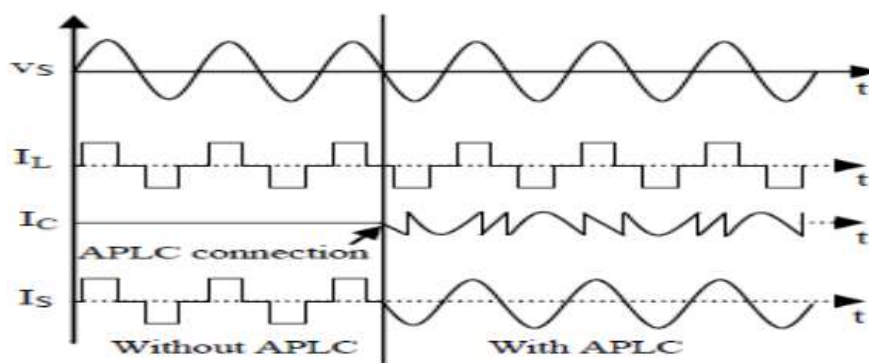 VS
t
IL
t
IC
t
APLC connection
IS
t
Without APLC
With APLC